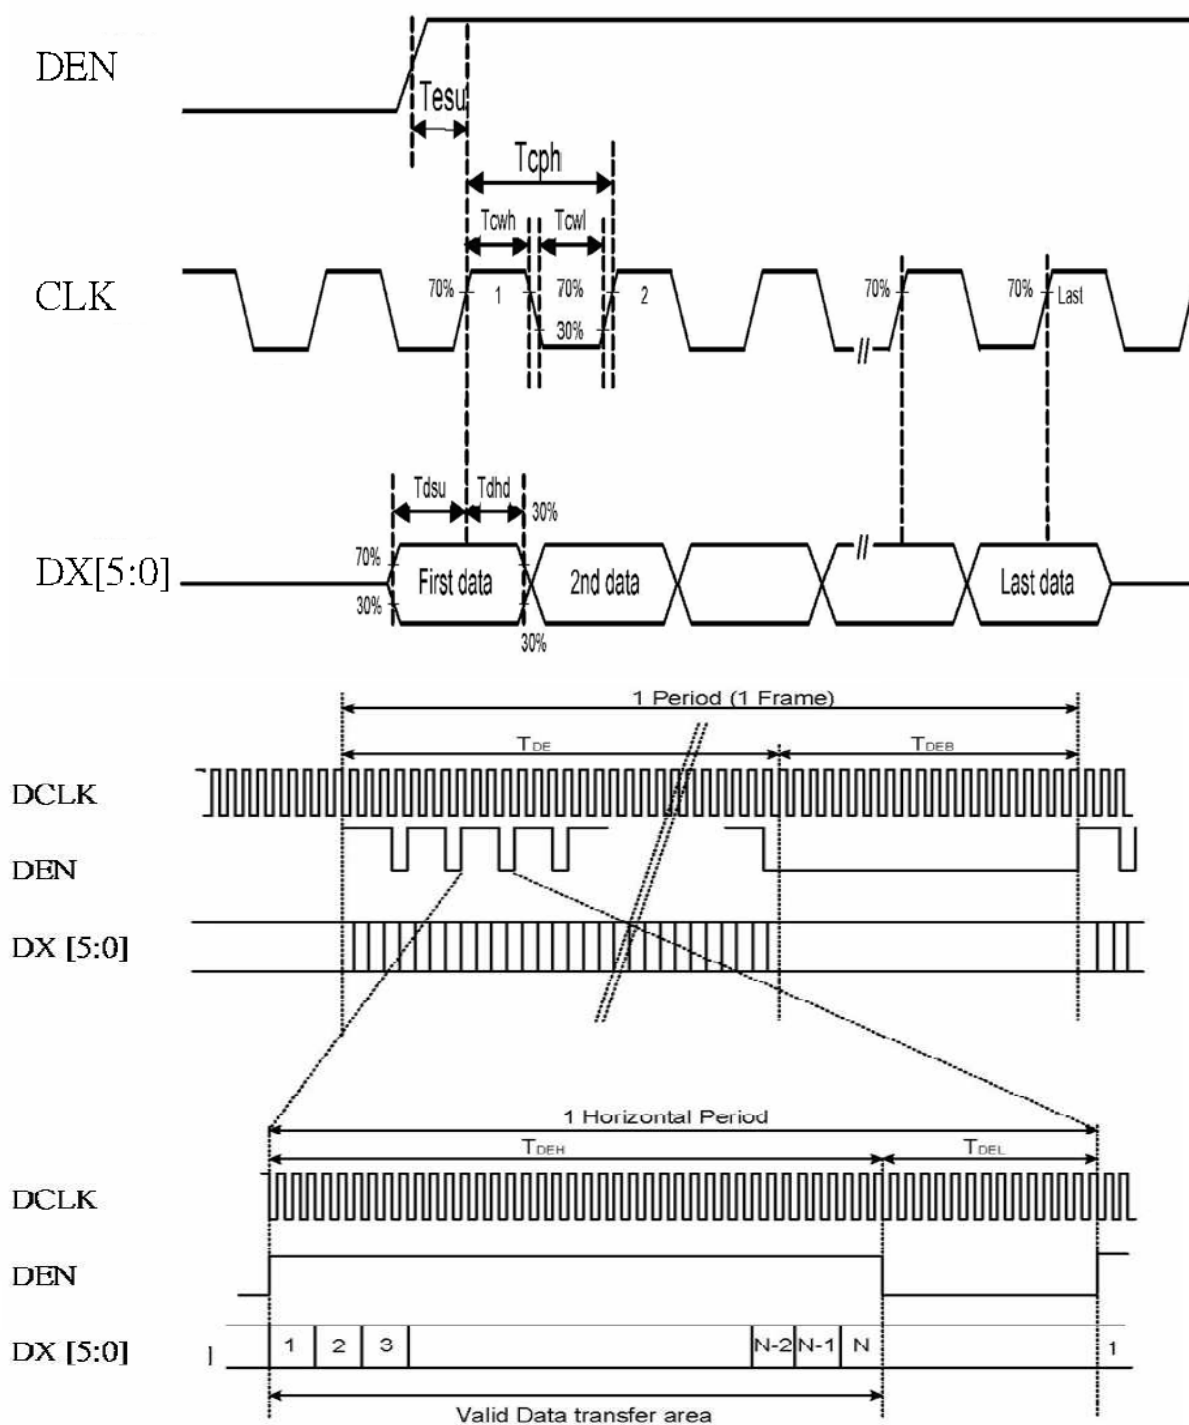 DEN
Tesu
Tcph
Tcwh Tcwl
CLK
70% 1 70% 2 70% 70% Last
30%
//
Tdsu Tdhd
30%
//
DX[5:0]
70%
First data 2nd data Last data
30%
30%
1 Period (1 Frame)
TDE TDEB
DCLK
DEN
DX [5:0]
1 Horizontal Period
TDEH TDEL
DCLK
DEN
DX [5:0] 1 2 3 N-2 N-1 N 1
Valid Data transfer area